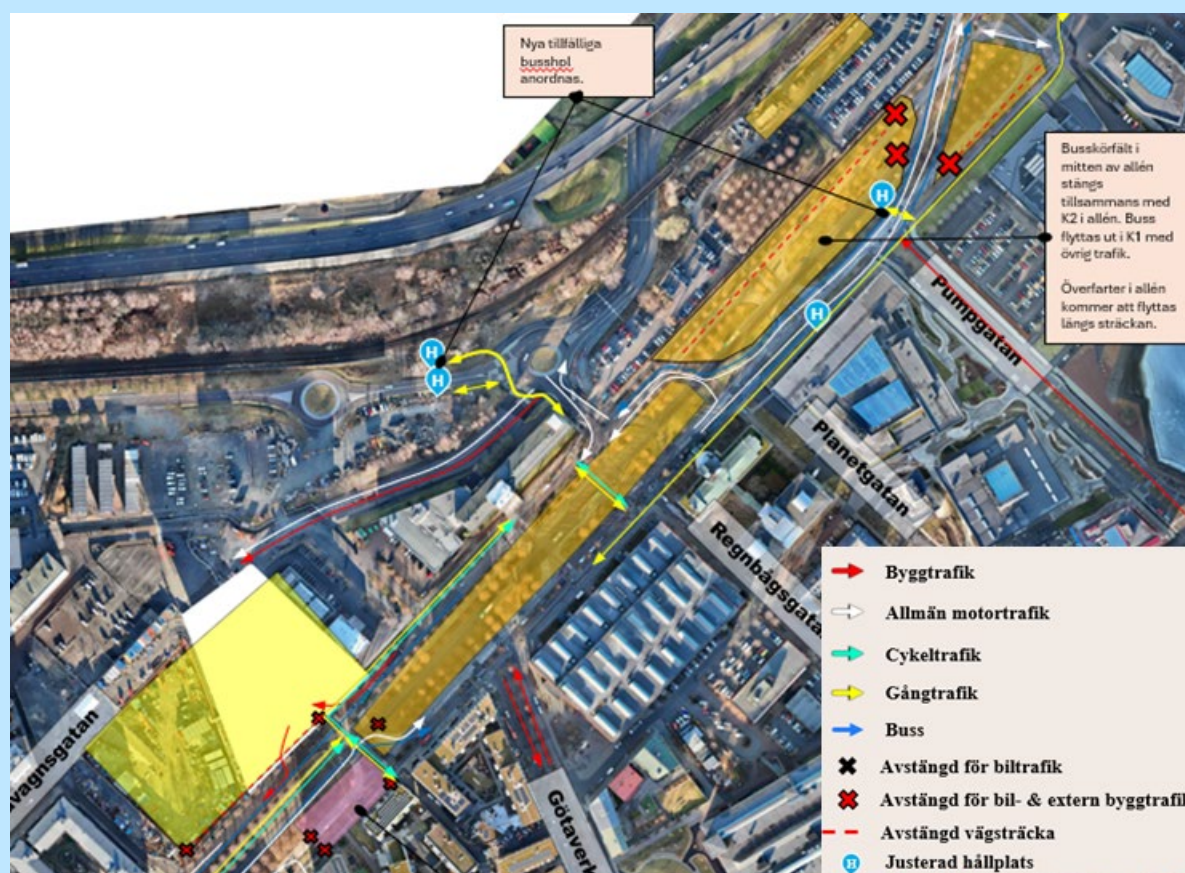 Nya tillfälliga
busshpl
anordnas.
Busskörfält i
mitten av allén
stängs
tillsammans med
K2 i allén. Buss
flyttas ut i K1 med
övrig trafik.
Överfarter i allén
kommer att flyttas
längs sträckan.
H
H
H
H
Pumpgatan
Planetgatan
Regnbågsgatan
vagnsgatan
Götaverk
Byggtrafik
Allmän motortrafik
Cykeltrafik
Gångtrafik
Buss
Avstängd för biltrafik
Avstängd för bil- & extern byggtrafik
Avstängd vägsträcka
H Justerad hållplats